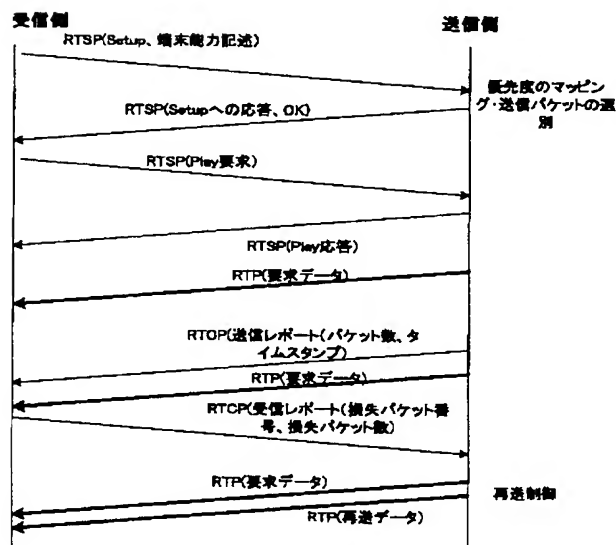 受信側
送信側
RTSP(Setup、端末能力記述)
優先度のマッピン
グ・送信パケットの選
別
RTSP(Setupへの応答、OK)
RTSP(Play要求)
RTSP(Play応答)
RTP(要求データ)
RTCP(送信レポート(パケット数、タ
イムスタンプ)
RTP(要求データ)
RTCP(受信レポート(損失パケット番
号、損失パケット数)
RTP(要求データ)
再送制御
RTP(再送データ)